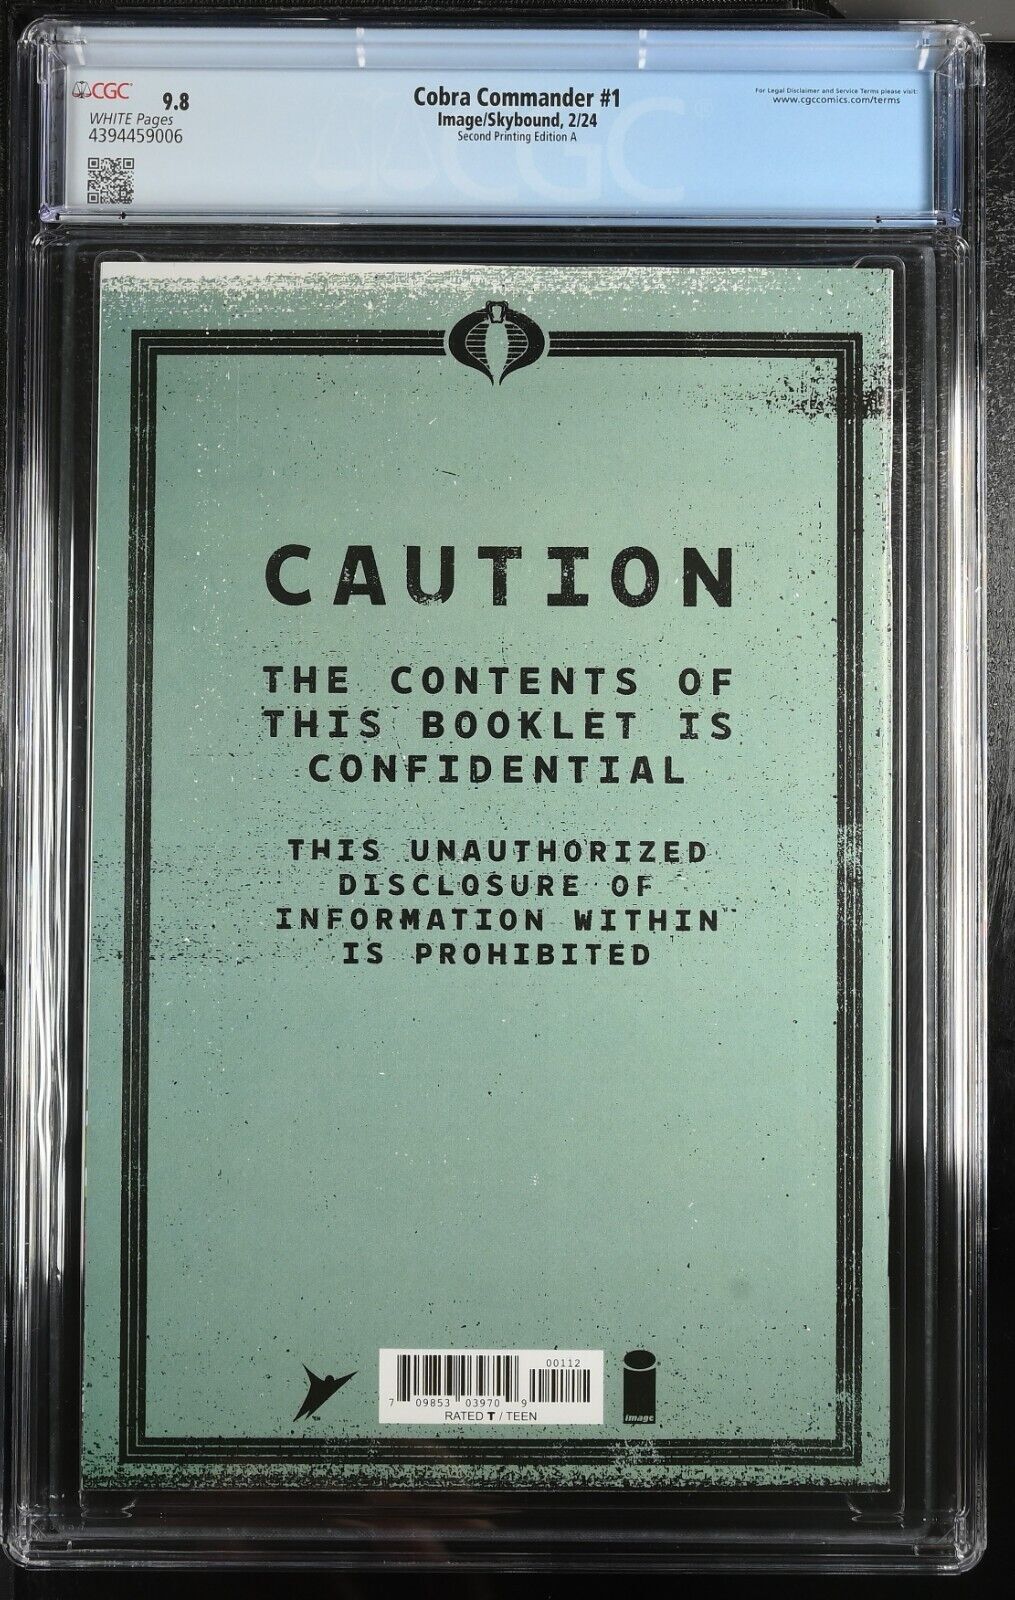 CGC
9.8
WHITE Pages
4394459006
Cobra Commander #1
Image/Skybound, 2/24
Second Printing Edition A
For Legal Disclaimer and Service Terms please visit:
www.cgccomics.com/terms
CGC
CAUTION
THE CONTENTS OF
THIS BOOKLET IS
CONFIDENTIAL
THIS UNAUTHORIZED
DISCLOSURE OF
INFORMATION WITHIN
IS PROHIBITED
00112
7 09853 03970 9
RATED T / TEEN
image